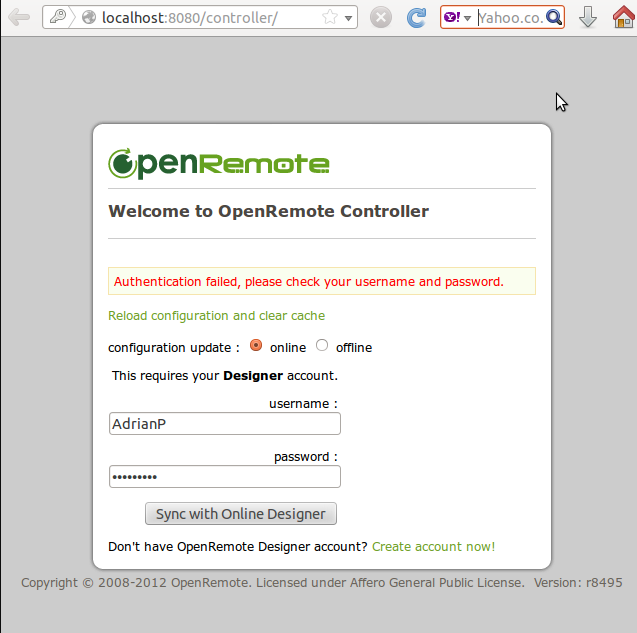 localhost:8080/controller/
Y! Yahoo.co.
OpenRemote
Welcome to OpenRemote Controller
Authentication failed, please check your username and password.
Reload configuration and clear cache
configuration update : online offline
This requires your Designer account.
username :
AdrianP
password :
•••••••••
Sync with Online Designer
Don't have OpenRemote Designer account? Create account now!
Copyright © 2008-2012 OpenRemote. Licensed under Affero General Public License. Version: r8495